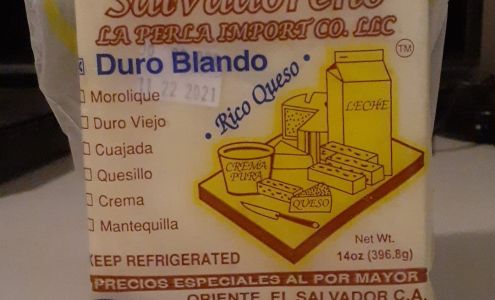 Salvadoreño
LA PERLA IMPORT CO. LLC
TM
Duro Blando
11 22 2021
Morolique
Duro Viejo
Cuajada
Quesillo
Crema
Mantequilla
Rico Queso
LECHE
CREMA
PURA
QUESO
KEEP REFRIGERATED
Net Wt.
14oz (396.8g)
PRECIOS ESPECIALES AL POR MAYOR
ORIENTE, EL SALVADOR C.A.